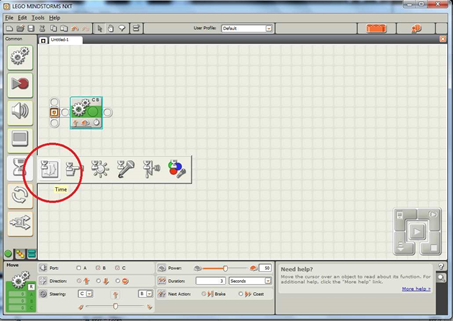 LEGO MINDSTORMS NXT
File Edit Tools Help
User Profile: Default
Common
Untitled-1
C B
Time
Move
Port: A B C
Power: 50
Direction:
Duration: 3 Seconds
Steering: C B
Next Action: Brake Coast
Need help?
Move the cursor over an object to read about its function. For
additional help, click the "More help" link.
More help »